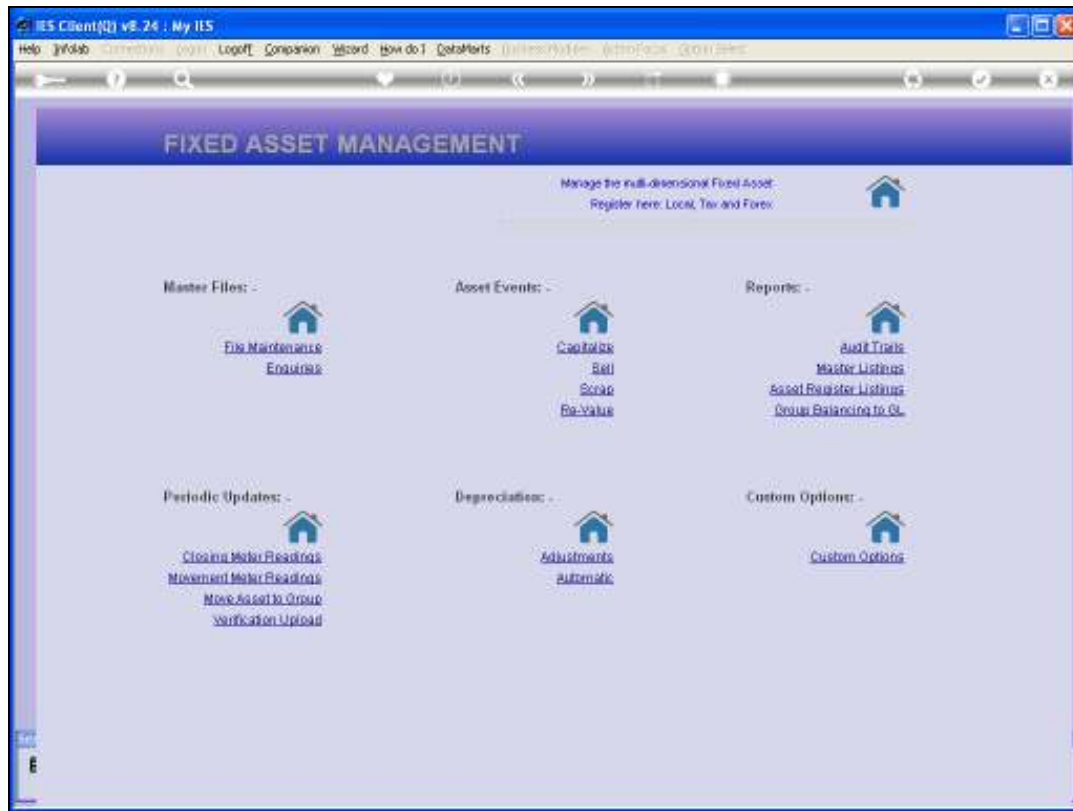 IES Client(Q) v8.24 : My IES
Help Infolab Connections Login Logoff Companion Wizard How do I DataMarts
FIXED ASSET MANAGEMENT
Manage the multi-dimensional Fixed Asset
Register here: Local, Tax and Forex
Master Files: -
File Maintenance
Enquiries
Asset Events: -
Capitalize
Sell
Scrap
Re-Value
Reports: -
Audit Trails
Master Listings
Asset Register Listings
Group Balancing to GL
Periodic Updates: -
Closing Meter Readings
Movement Meter Readings
Move Asset to Group
Verification Upload
Depreciation: -
Adjustments
Automatic
Custom Options: -
Custom Options